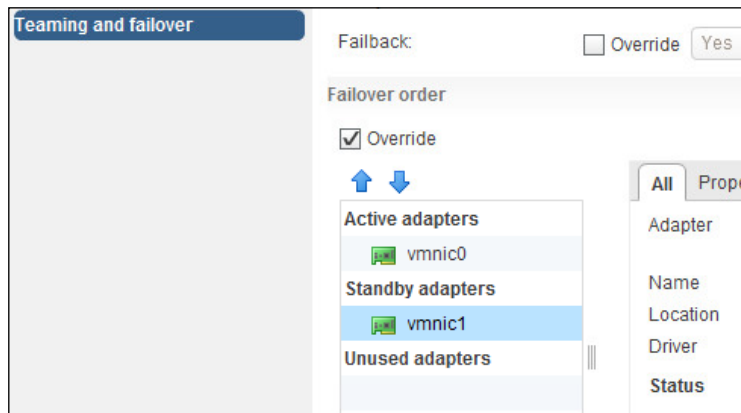 Teaming and failover
Failback:
Override
Yes
Failover order
Override
All
Active adapters
Adapter
vmnic0
Standby adapters
Name
vmnic1
Location
Driver
Unused adapters
Status